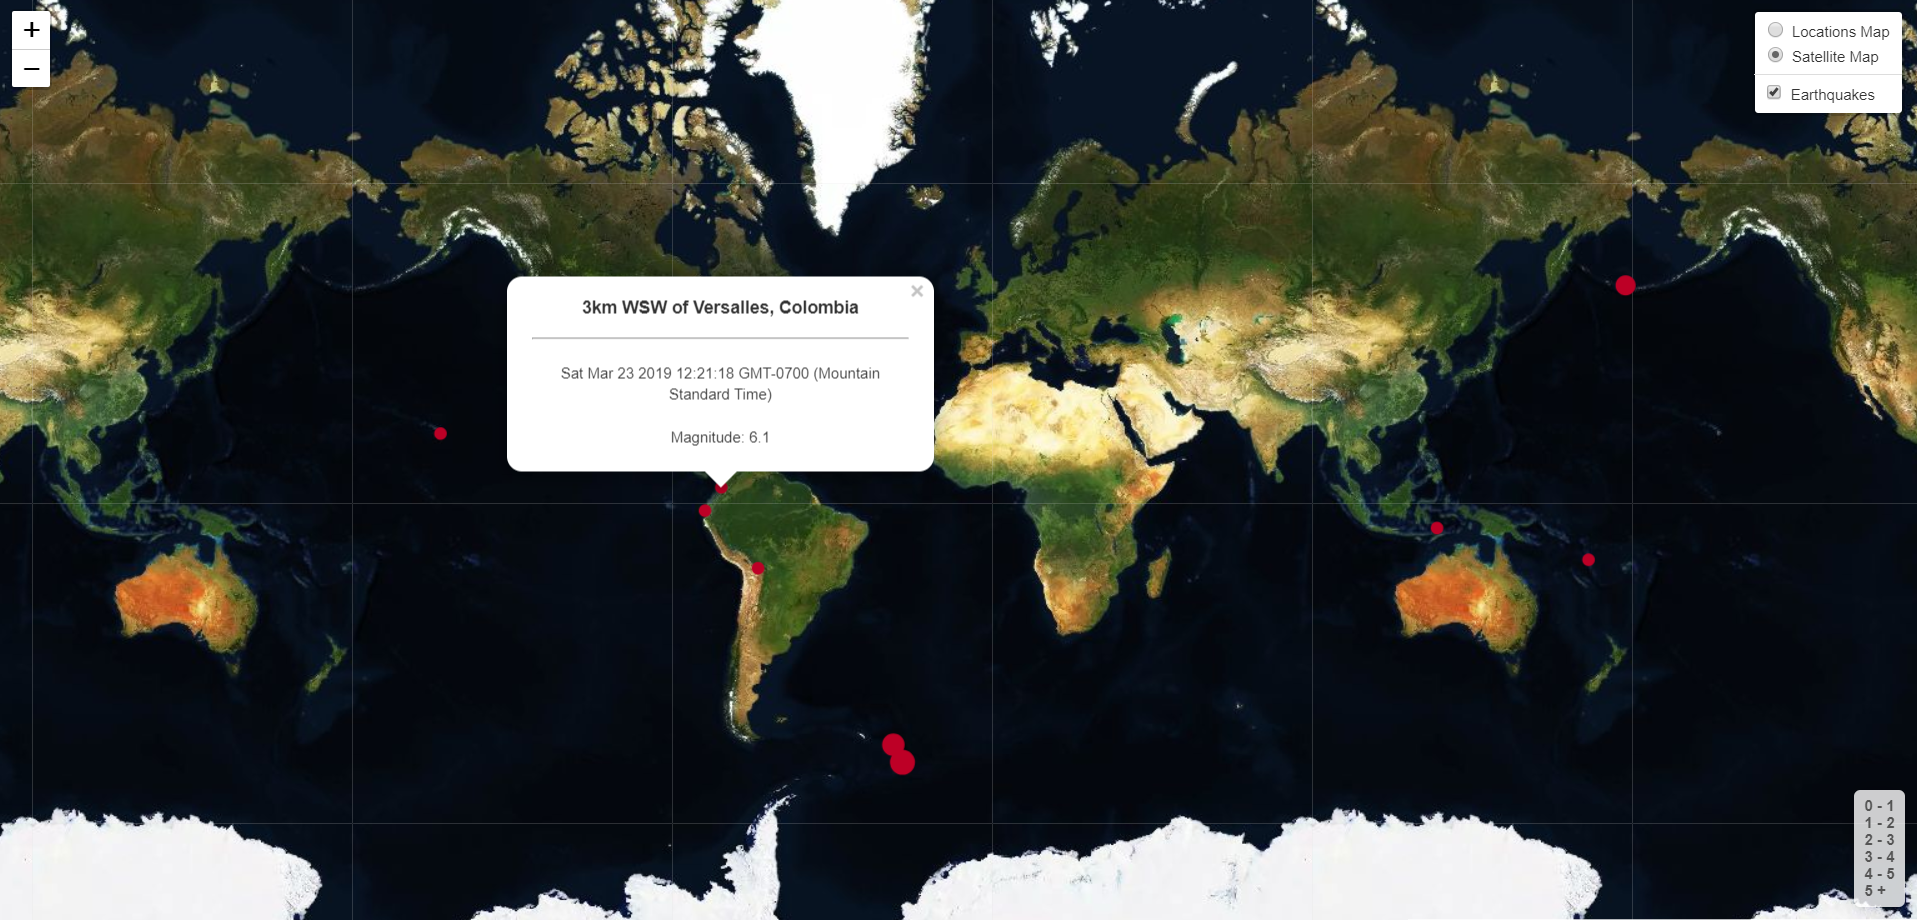 +
−
Locations Map
Satellite Map
Earthquakes
×
3km WSW of Versalles, Colombia
Sat Mar 23 2019 12:21:18 GMT-0700 (Mountain
Standard Time)
Magnitude: 6.1
0 - 1
1 - 2
2 - 3
3 - 4
4 - 5
5 +